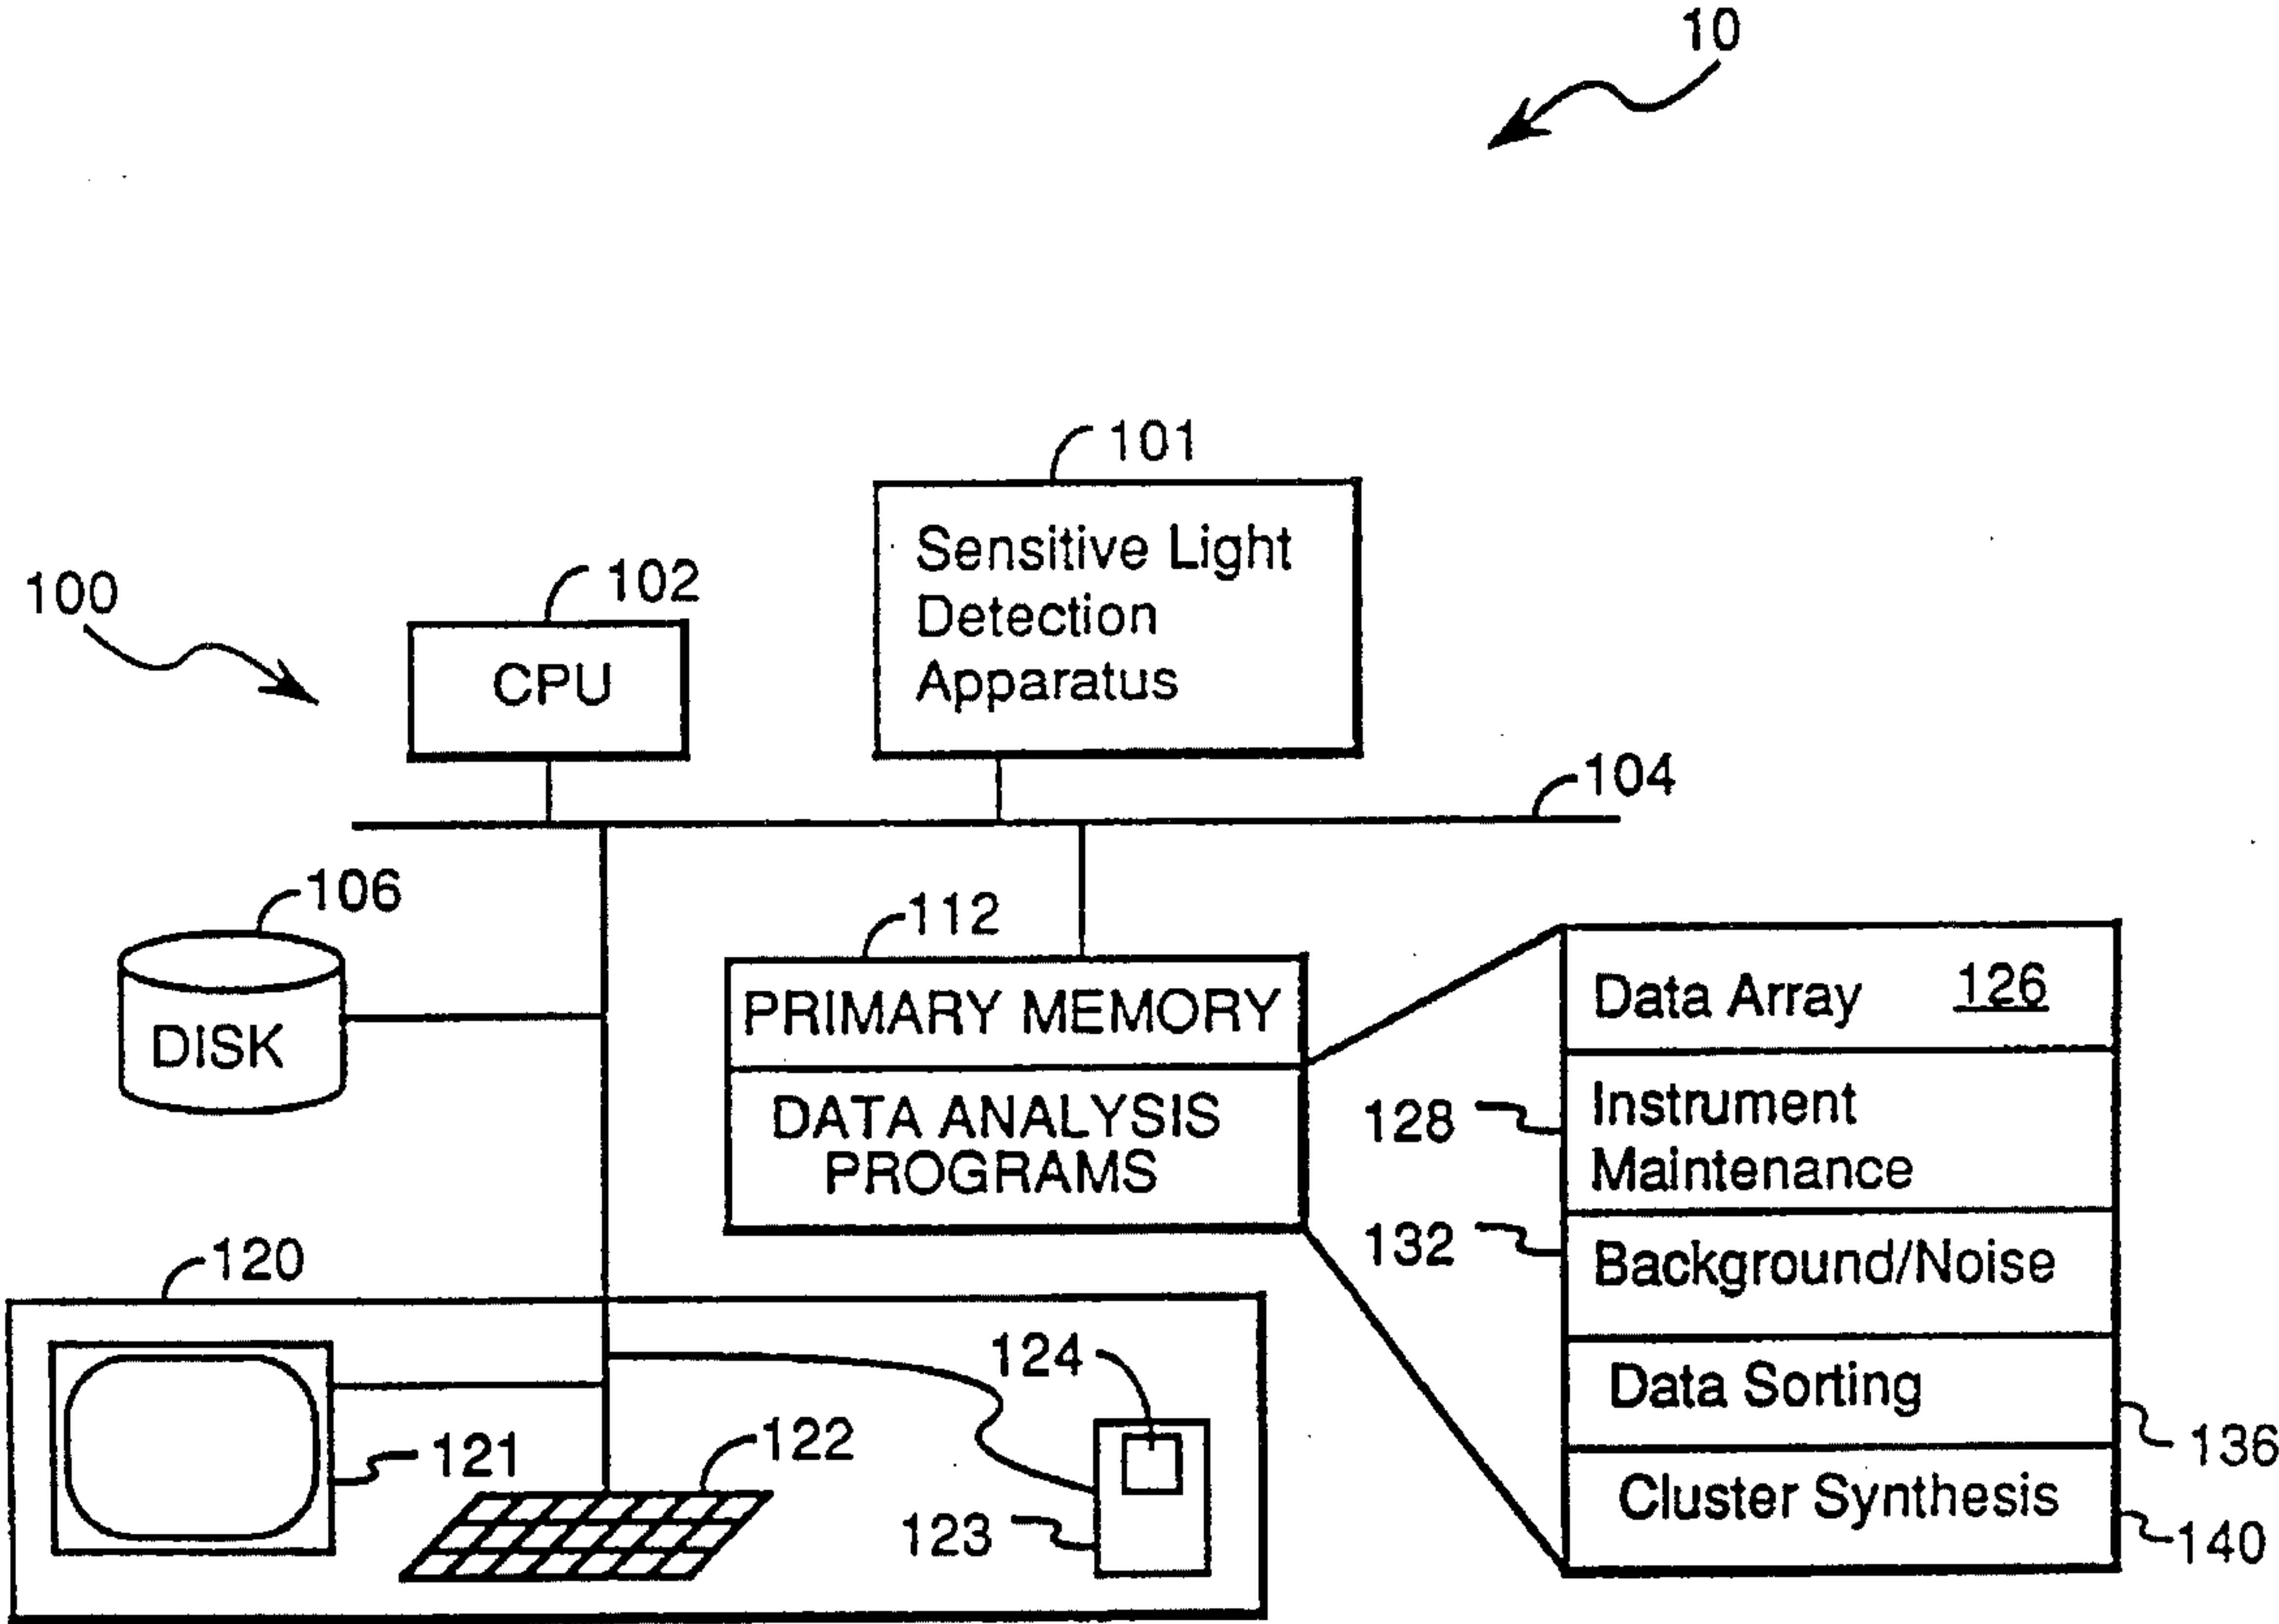 10
101
Sensitive Light
Detection
Apparatus
102
100
CPU
104
106
DISK
112
PRIMARY MEMORY
DATA ANALYSIS
PROGRAMS
Data Array 126
128
Instrument
Maintenance
132
Background/Noise
Data Sorting
136
Cluster Synthesis
140
120
121
122
124
123